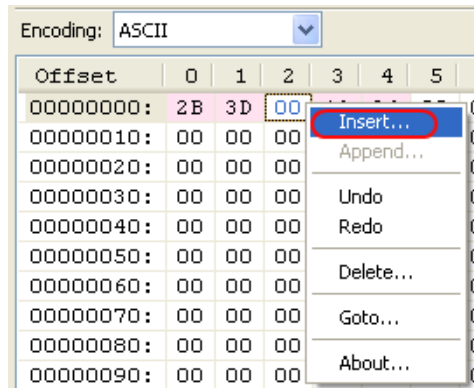 Encoding: ASCII
Offset 0 1 2 3 4 5
00000000: 2B 3D 00
00000010: 00 00 00
00000020: 00 00 00
00000030: 00 00 00
00000040: 00 00 00
00000050: 00 00 00
00000060: 00 00 00
00000070: 00 00 00
00000080: 00 00 00
00000090: 00 00 00
Insert...
Append...
Undo
Redo
Delete...
Goto...
About...